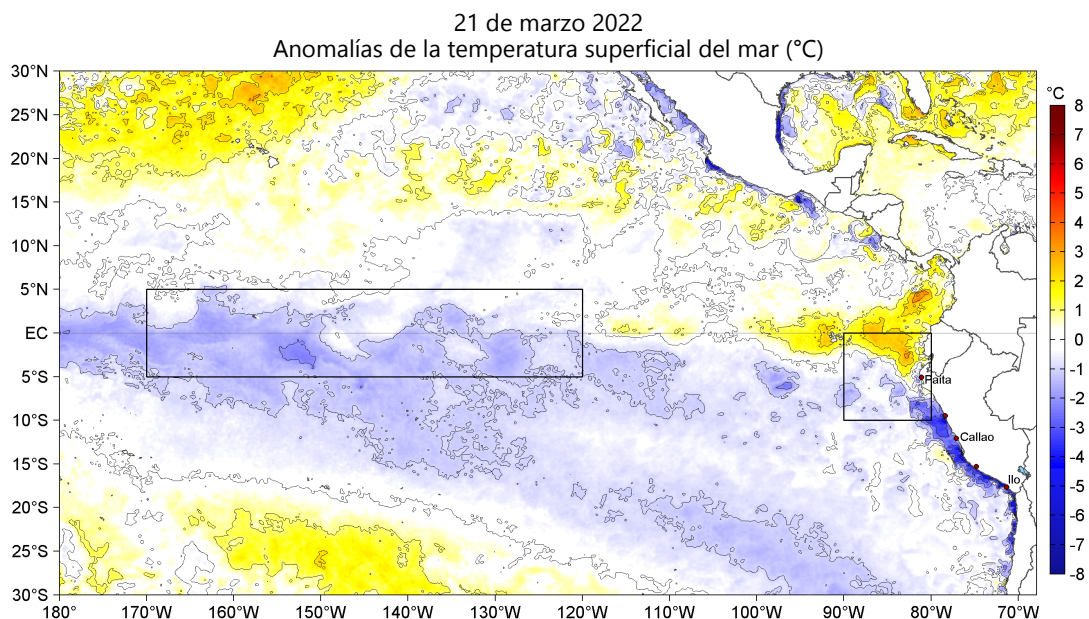 21 de marzo 2022
Anomalías de la temperatura superficial del mar (°C)
°C
30°N
25°N
20°N
15°N
10°N
5°N
EC
5°S
10°S
15°S
20°S
25°S
30°S
Paita
Callao
Ilo
8
7
6
5
4
3
2
1
0
-1
-2
-3
-4
-5
-6
-7
-8
180 170°W 160°W 150°W 140°W 130°W 120°W 110°W 100°W 90°W 80°W 70°W